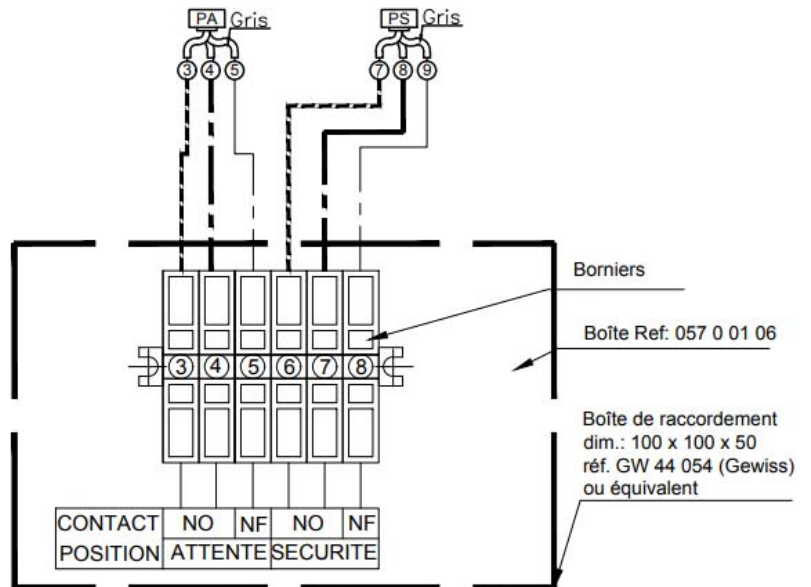 PA Gris PS Gris
3 4 5 7 8 9
Borniers
Boîte Ref: 057 0 01 06
3 4 5 6 7 8
Boîte de raccordement
dim.: 100 x 100 x 50
réf. GW 44 054 (Gewiss)
ou équivalent
CONTACT NO NF NO NF
POSITION ATTENTE SECURITE